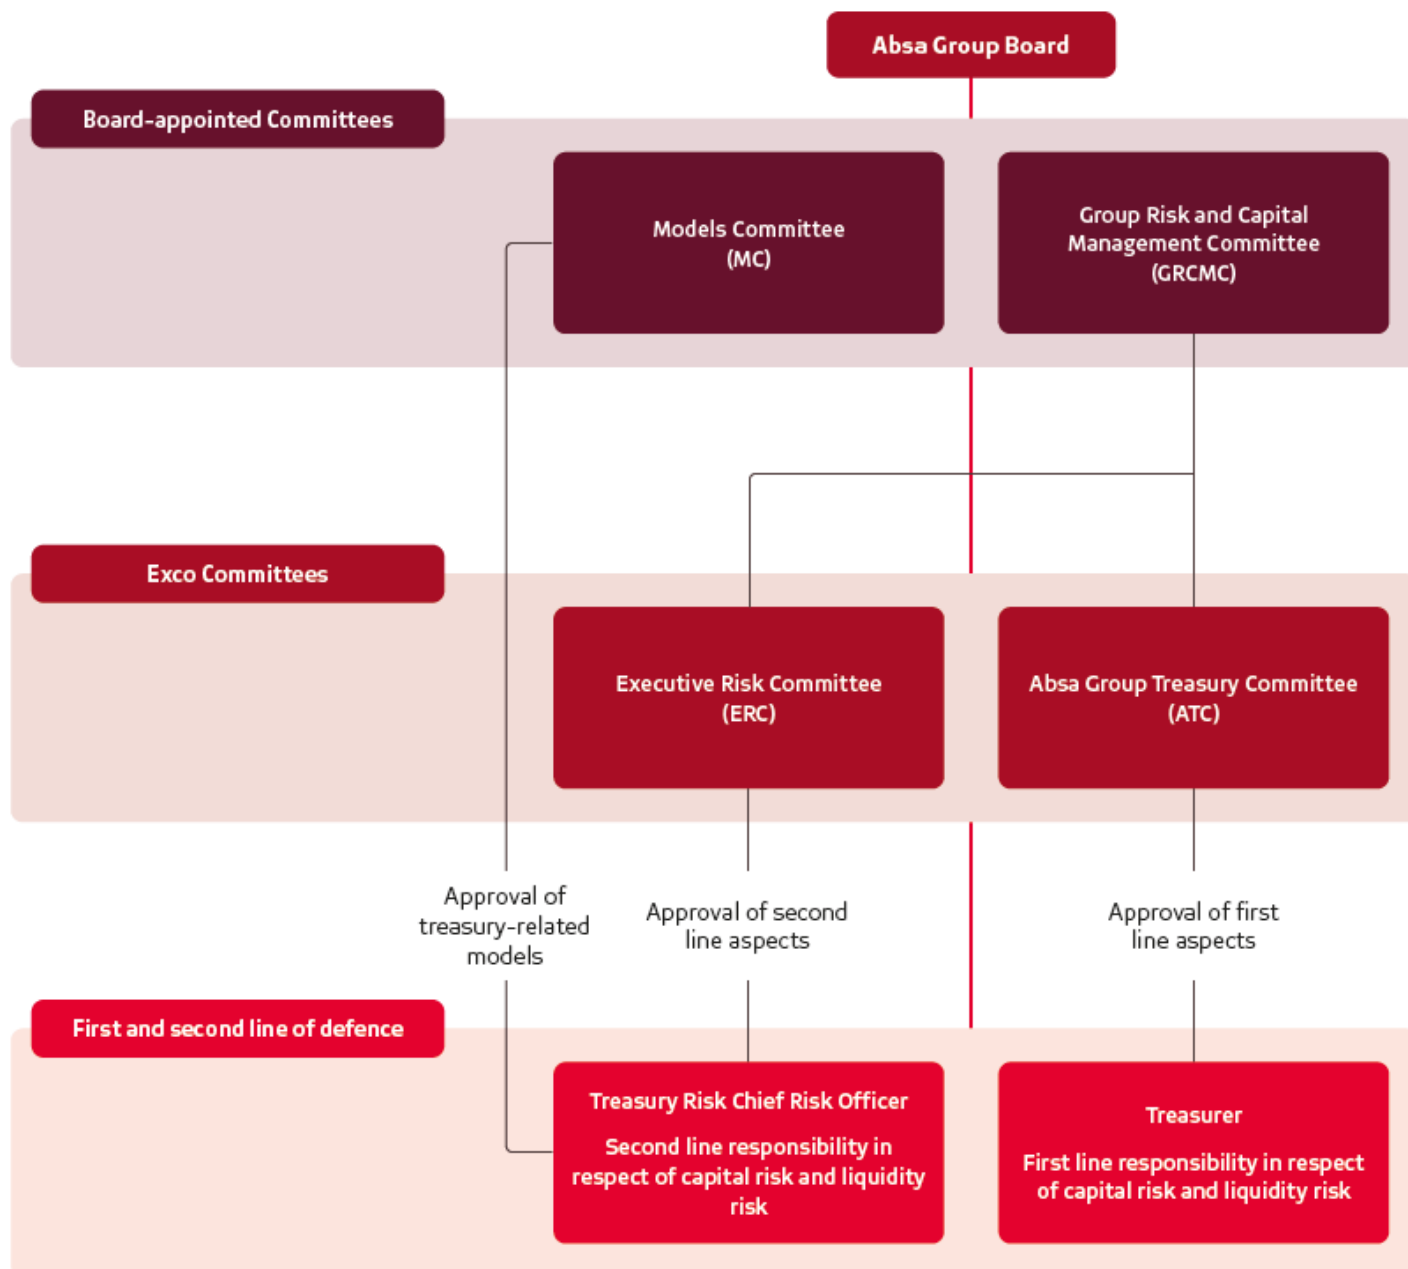 Absa Group Board
Board-appointed Committees
Models Committee
(MC)
Group Risk and Capital
Management Committee
(GRCMC)
Exco Committees
Executive Risk Committee
(ERC)
Absa Group Treasury Committee
(ATC)
Approval of
treasury-related
models
Approval of second
line aspects
Approval of first
line aspects
First and second line of defence
Treasury Risk Chief Risk Officer
Second line responsibility in
respect of capital risk and liquidity
risk
Treasurer
First line responsibility in respect
of capital risk and liquidity risk